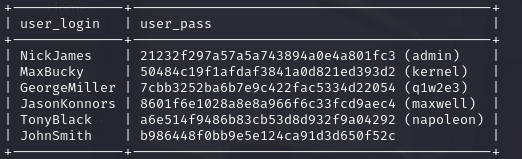 user_login | user_pass
NickJames | 21232f297a57a5a743894a0e4a801fc3 (admin)
MaxBucky | 50484c19f1afdaf3841a0d821ed393d2 (kernel)
GeorgeMiller | 7cbb3252ba6b7e9c422fac5334d22054 (q1w2e3)
JasonKonnors | 8601f6e1028a8e8a966f6c33fcd9aec4 (maxwell)
TonyBlack | a6e514f9486b83cb53d8d932f9a04292 (napoleon)
JohnSmith | b986448f0bb9e5e124ca91d3d650f52c